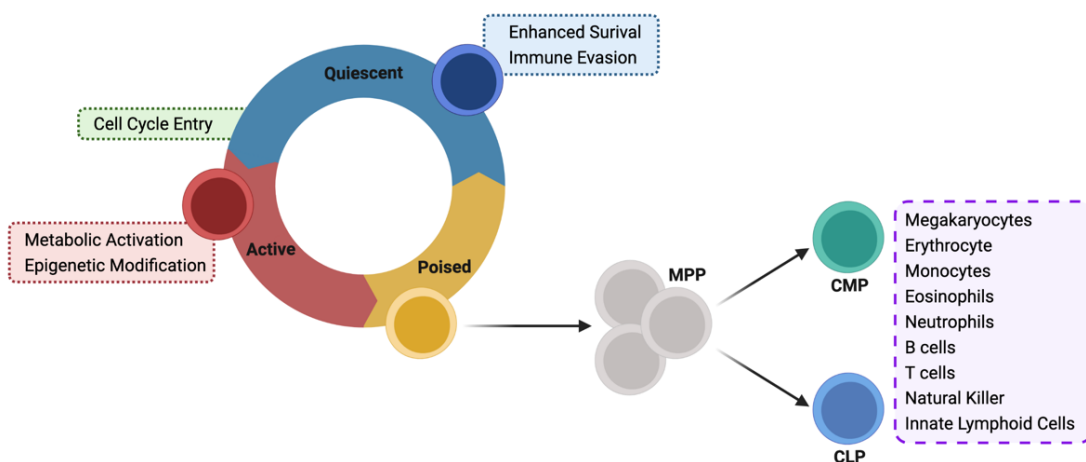 Enhanced Surival
Immune Evasion
Quiescent
Cell Cycle Entry
Metabolic Activation
Epigenetic Modification
Active
Poised
MPP
CMP
CLP
Megakaryocytes
Erythrocyte
Monocytes
Eosinophils
Neutrophils
B cells
T cells
Natural Killer
Innate Lymphoid Cells